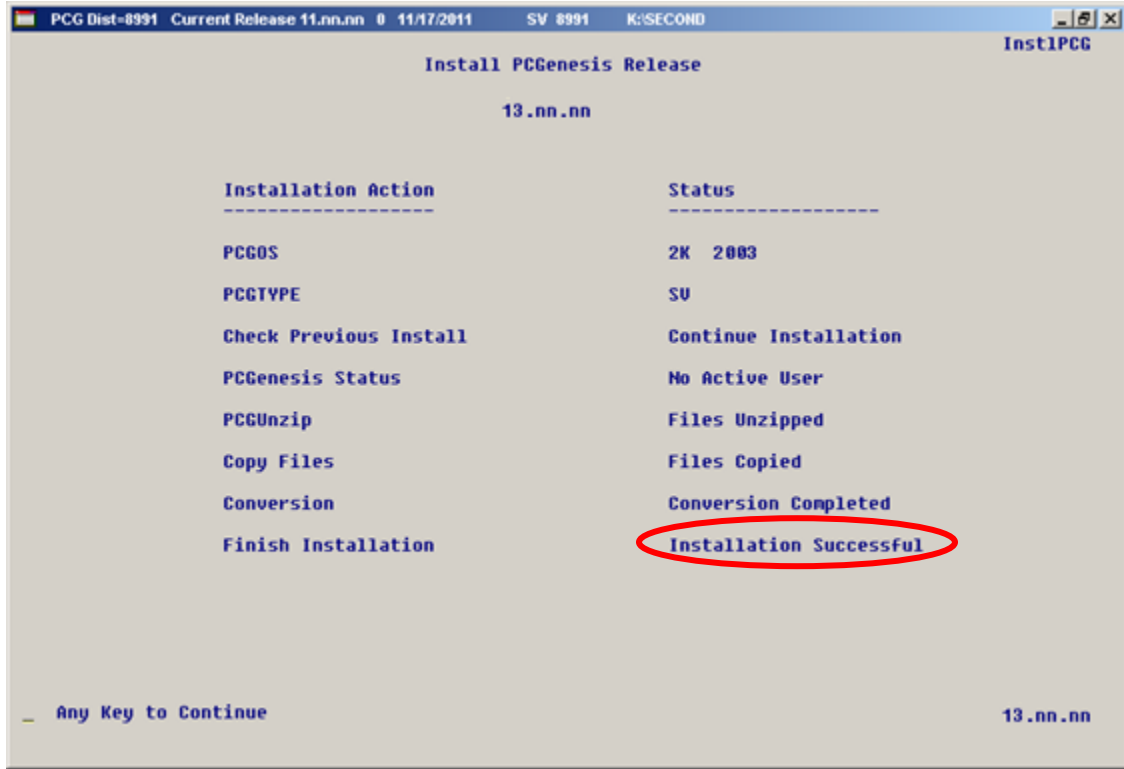 PCG Dist=8991 Current Release 11.nn.nn 0 11/17/2011 SV 8991 K:\SECOND
InstlPCG
Install PCGenesis Release
13.nn.nn
Installation Action Status
------------------- -------------------
PCGOS 2K 2003
PCGTYPE SV
Check Previous Install Continue Installation
PCGenesis Status No Active User
PCGUnzip Files Unzipped
Copy Files Files Copied
Conversion Conversion Completed
Finish Installation Installation Successful
_ Any Key to Continue 13.nn.nn